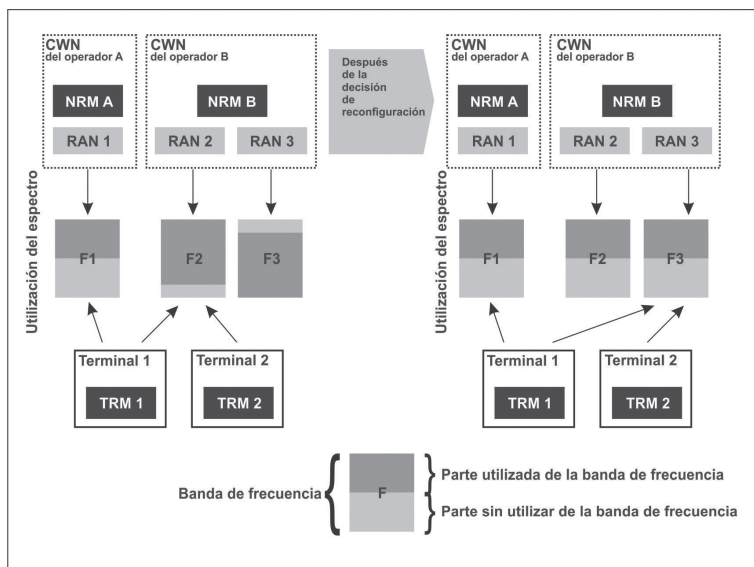 CWN
del operador A
NRM A
RAN 1
CWN
del operador B
NRM B
RAN 2
RAN 3
Después
de la
decisión
de
reconfiguración
CWN
del operador A
NRM A
RAN 1
CWN
del operador B
NRM B
RAN 2
RAN 3
Utilización del espectro
F1
F2
F3
Utilización del espectro
F1
F2
F3
Terminal 1
TRM 1
Terminal 2
TRM 2
Terminal 1
TRM 1
Terminal 2
TRM 2
Banda de frecuencia
F
Parte utilizada de la banda de frecuencia
Parte sin utilizar de la banda de frecuencia